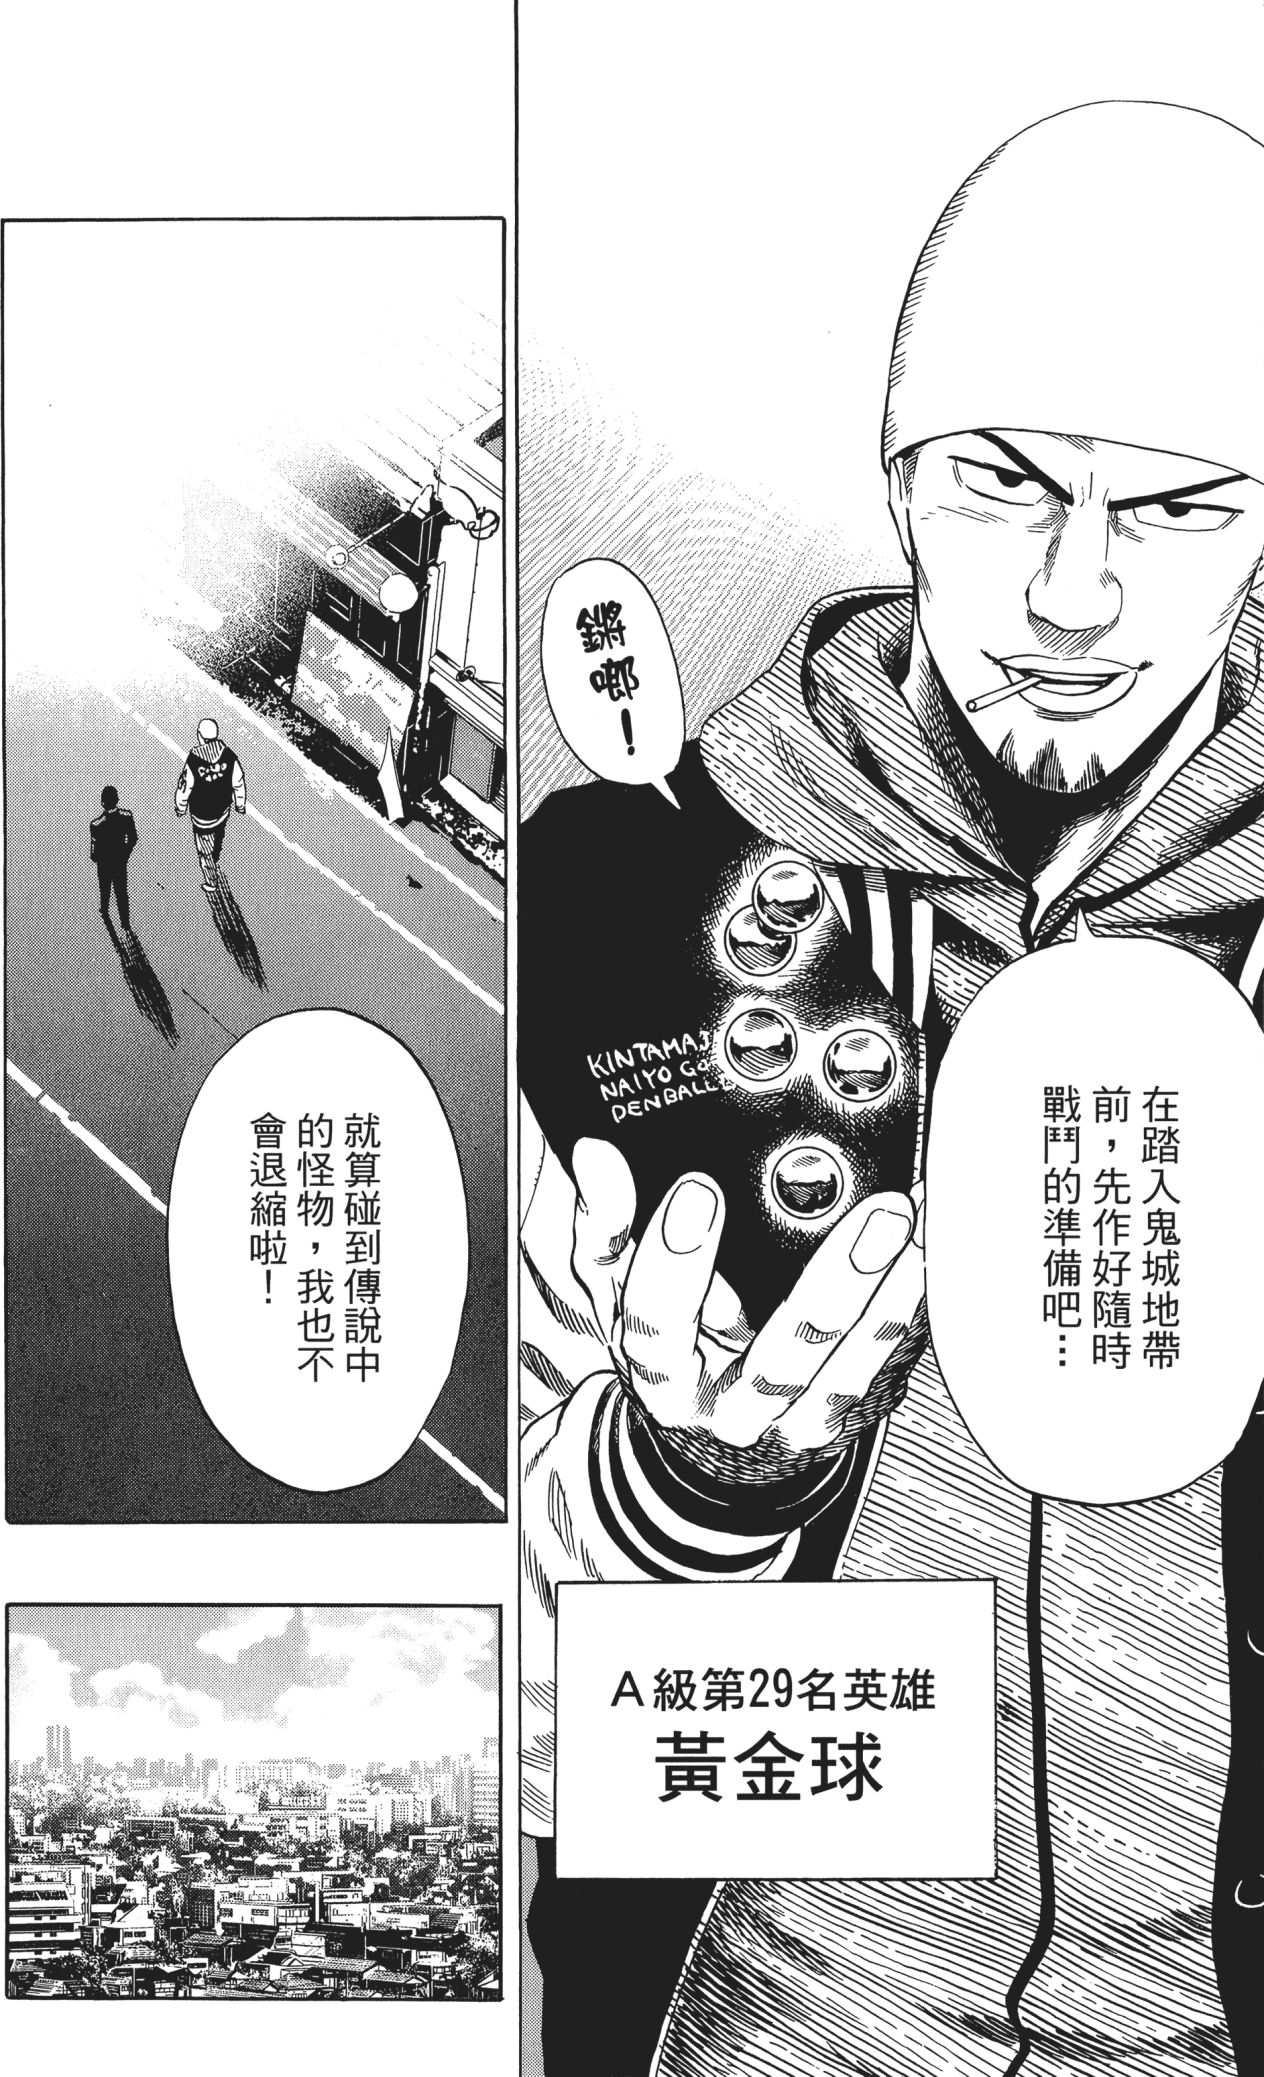 在踏入鬼城地帶
前，先作好隨時
戰鬥的準備吧…
鏘
啷！
KINTAMAJ
NAIYO GO
DENBALL
A級第29名英雄
黃金球
就算碰到傳說中
的怪物，我也不
會退縮啦！